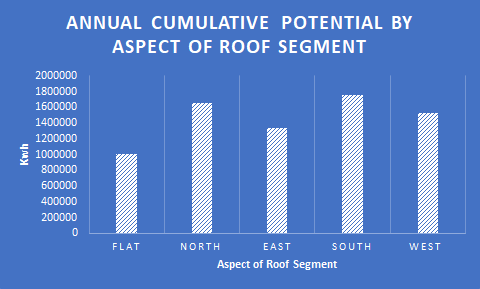 ANNUAL CUMULATIVE POTENTIAL BY
ASPECT OF ROOF SEGMENT
2000000
1800000
1600000
1400000
1200000
1000000
800000
600000
400000
200000
0
Kwh
FLAT NORTH EAST SOUTH WEST
Aspect of Roof Segment